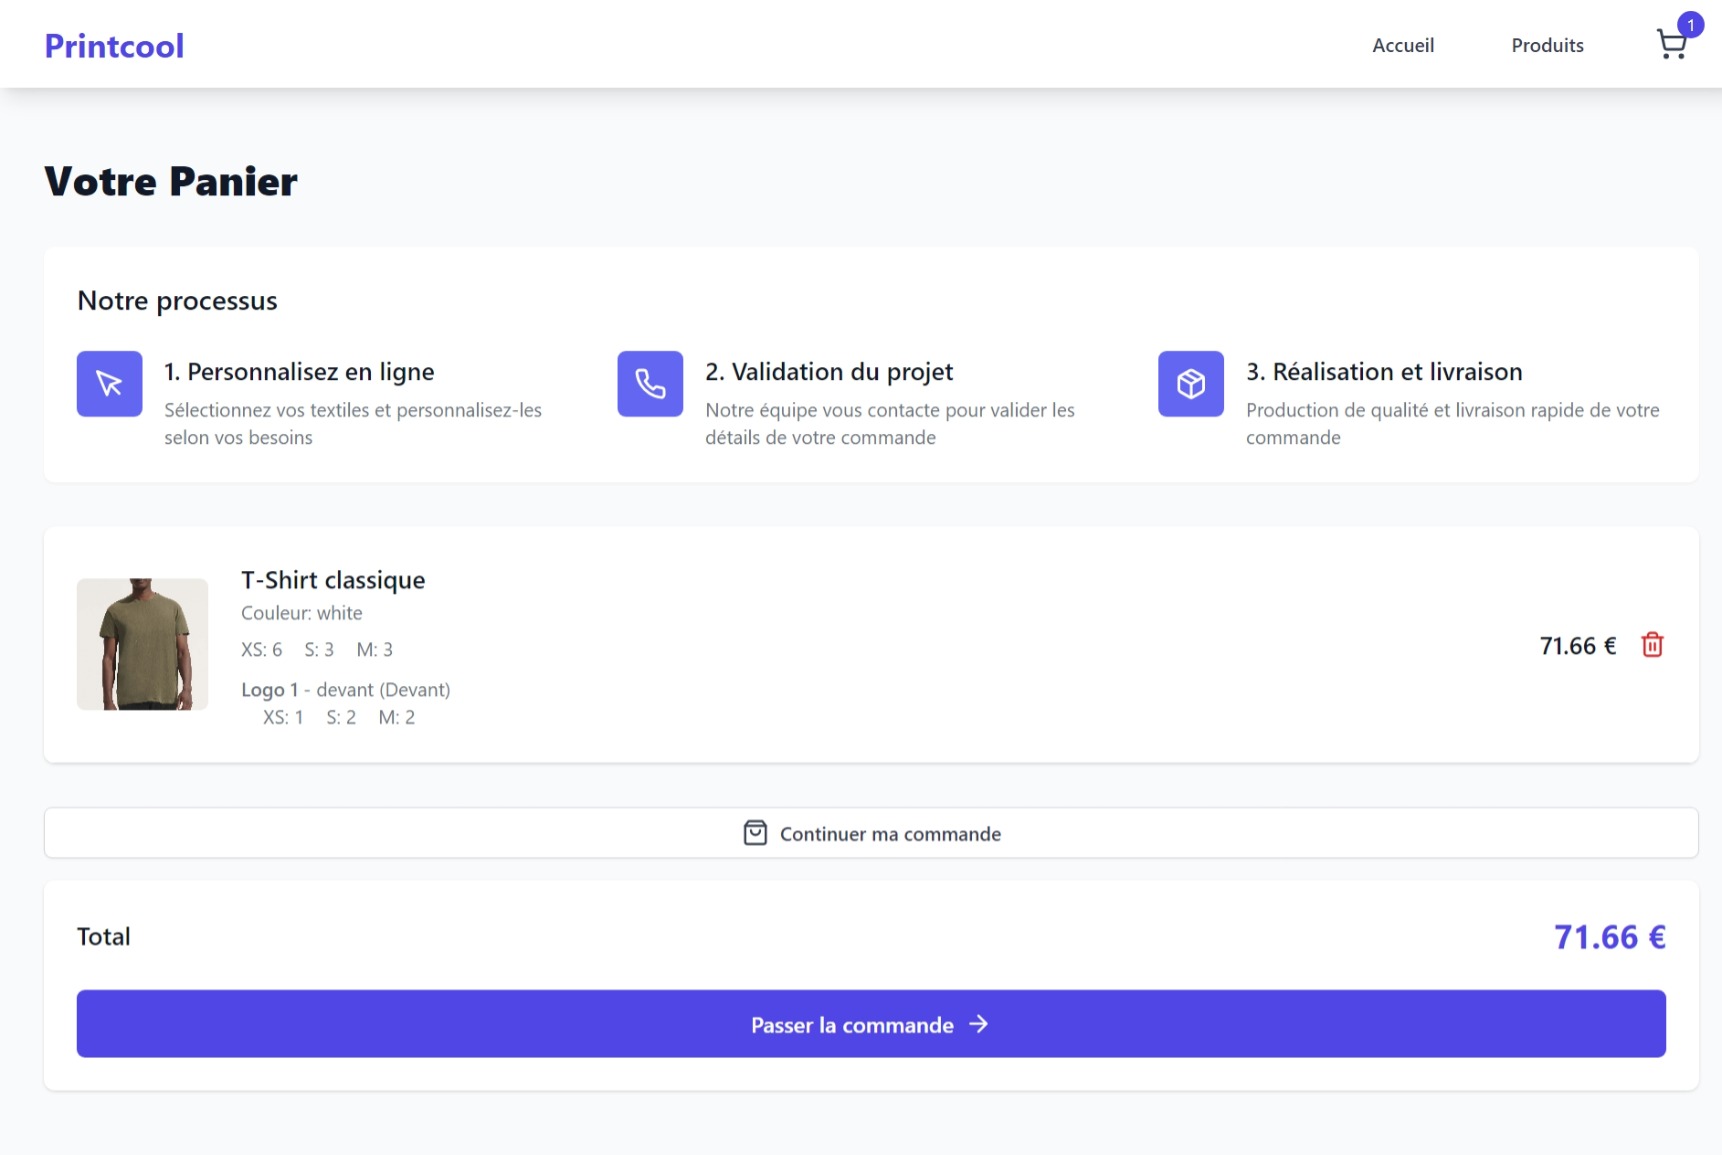 Printcool
Accueil
Produits
1
Votre Panier
Notre processus
1. Personnalisez en ligne
Sélectionnez vos textiles et personnalisez-les
selon vos besoins
2. Validation du projet
Notre équipe vous contacte pour valider les
détails de votre commande
3. Réalisation et livraison
Production de qualité et livraison rapide de votre
commande
T-Shirt classique
Couleur: white
XS: 6 S: 3 M: 3
Logo 1 - devant (Devant)
XS: 1 S: 2 M: 2
71.66 €
Continuer ma commande
Total
71.66 €
Passer la commande